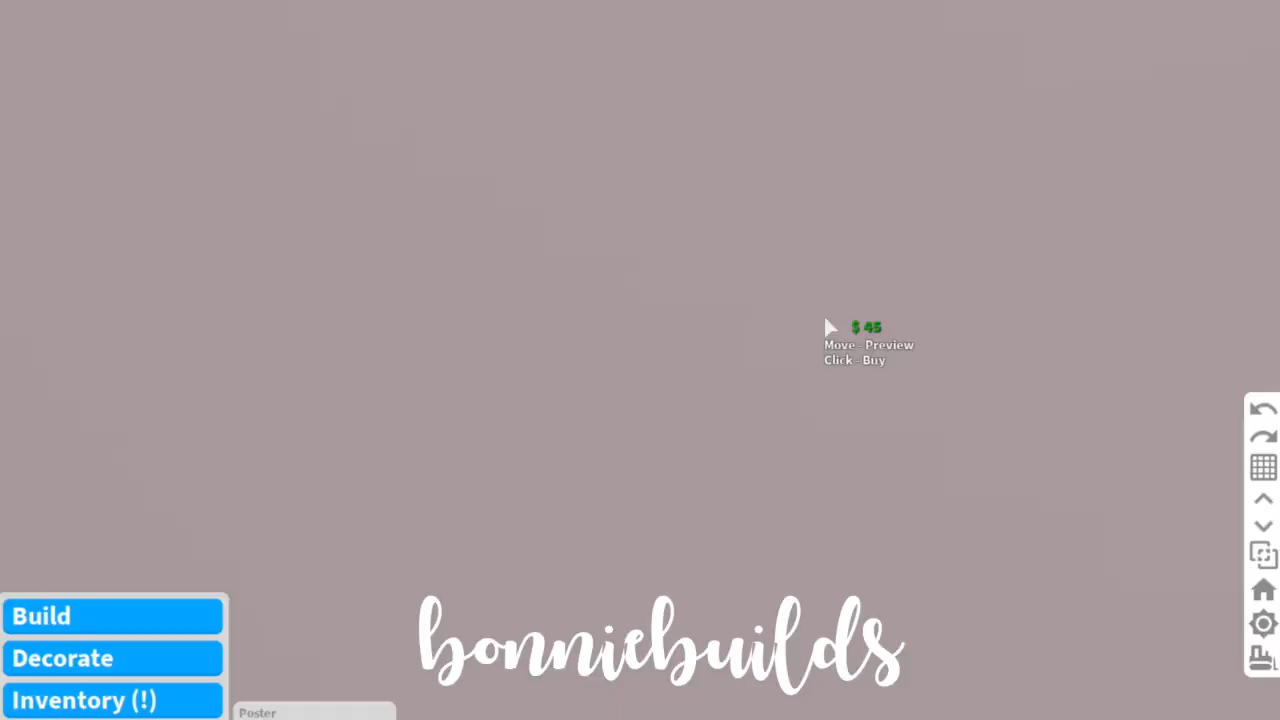 $ 45
Move - Preview
Click - Buy
Build
Decorate
Inventory (!)
bonniebuilds
Poster